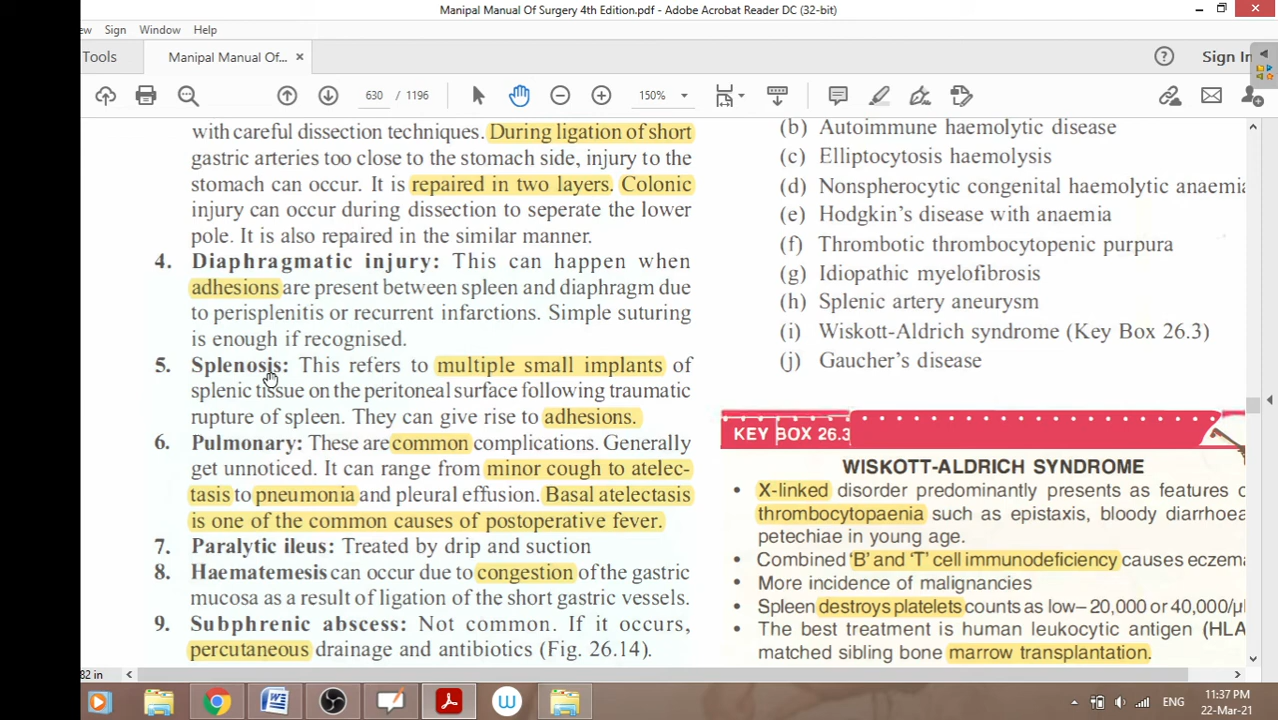 Manipal Manual Of Surgery 4th Edition.pdf - Adobe Acrobat Reader DC (32-bit)
ew Sign Window Help
Tools Manipal Manual Of... × ? Sign In
630 / 1196 150%
with careful dissection techniques. During ligation of short
gastric arteries too close to the stomach side, injury to the
stomach can occur. It is repaired in two layers. Colonic
injury can occur during dissection to seperate the lower
pole. It is also repaired in the similar manner.
4. Diaphragmatic injury: This can happen when
adhesions are present between spleen and diaphragm due
to perisplenitis or recurrent infarctions. Simple suturing
is enough if recognised.
5. Splenosis: This refers to multiple small implants of
splenic tissue on the peritoneal surface following traumatic
rupture of spleen. They can give rise to adhesions.
6. Pulmonary: These are common complications. Generally
get unnoticed. It can range from minor cough to atelec-
tasis to pneumonia and pleural effusion. Basal atelectasis
is one of the common causes of postoperative fever.
7. Paralytic ileus: Treated by drip and suction
8. Haematemesis can occur due to congestion of the gastric
mucosa as a result of ligation of the short gastric vessels.
9. Subphrenic abscess: Not common. If it occurs,
percutaneous drainage and antibiotics (Fig. 26.14).
(b) Autoimmune haemolytic disease
(c) Elliptocytosis haemolysis
(d) Nonspherocytic congenital haemolytic anaemia
(e) Hodgkin's disease with anaemia
(f) Thrombotic thrombocytopenic purpura
(g) Idiopathic myelofibrosis
(h) Splenic artery aneurysm
(i) Wiskott-Aldrich syndrome (Key Box 26.3)
(j) Gaucher's disease
KEY BOX 26.3
WISKOTT-ALDRICH SYNDROME
• X-linked disorder predominantly presents as features o
thrombocytopaenia such as epistaxis, bloody diarrhoea
petechiae in young age.
• Combined 'B' and 'T' cell immunodeficiency causes eczema
• More incidence of malignancies
• Spleen destroys platelets counts as low– 20,000 or 40,000/µl
• The best treatment is human leukocytic antigen (HLA
matched sibling bone marrow transplantation.
82 in
ENG
11:37 PM
22-Mar-21